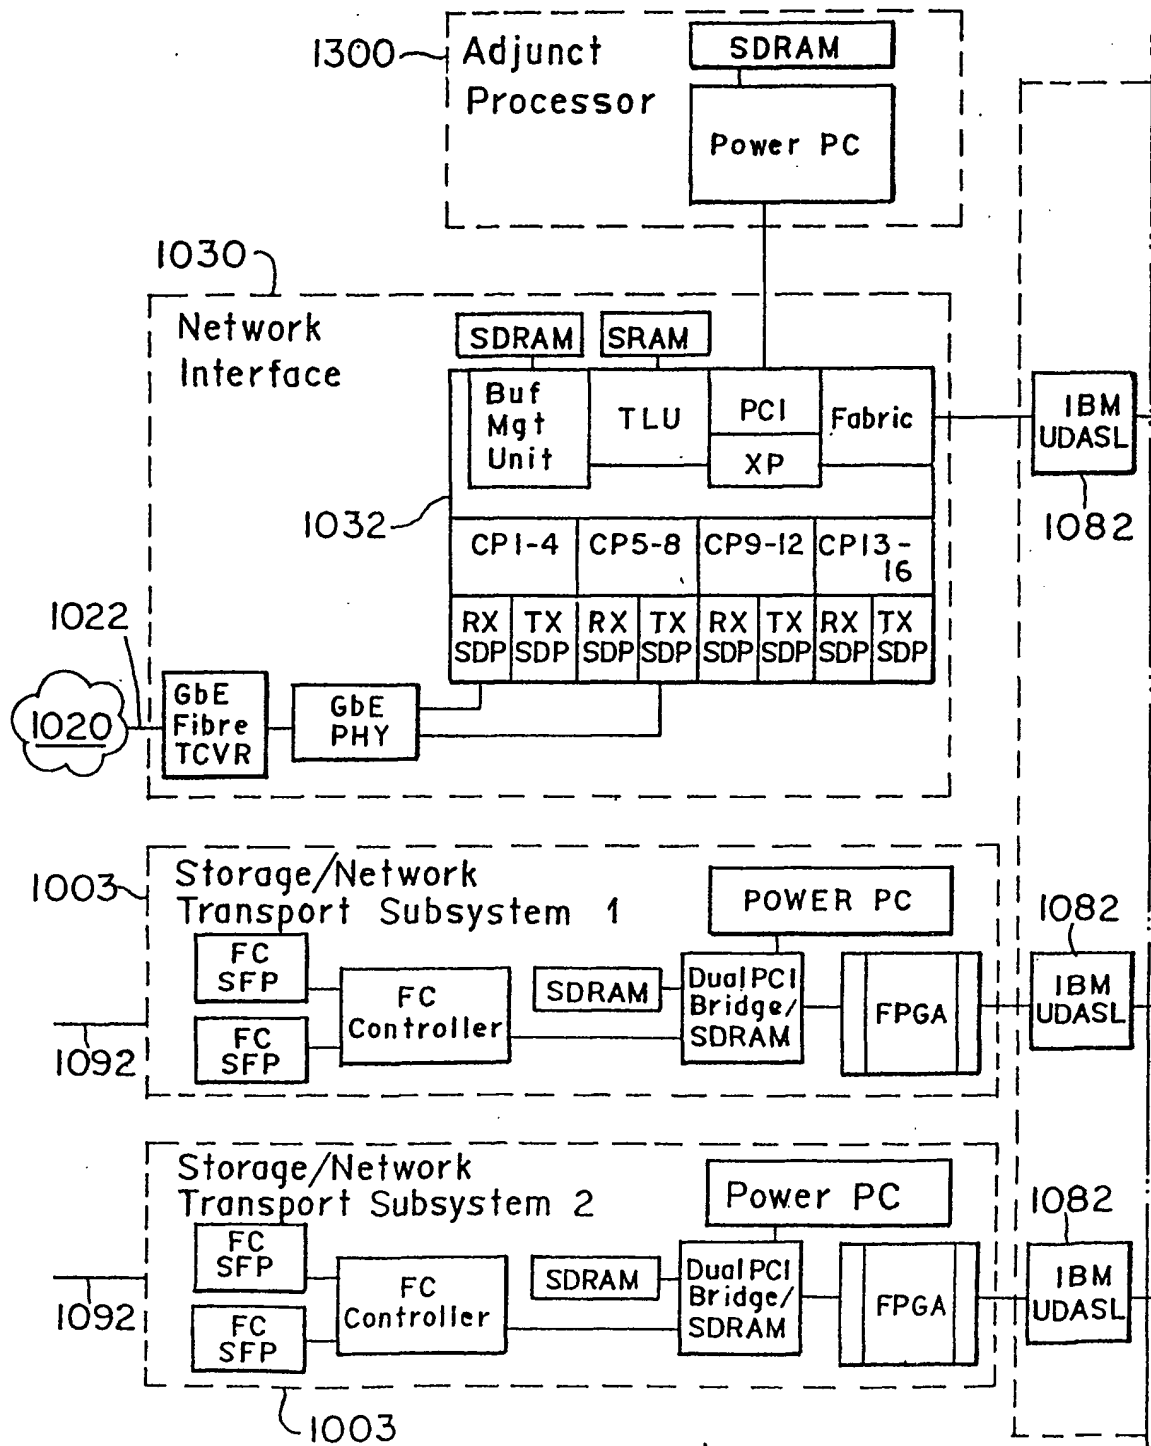 1300
Adjunct
Processor
SDRAM
Power PC
1030
Network
Interface
SDRAM
SRAM
Buf
Mgt
Unit
TLU
PCI
XP
Fabric
IBM
UDASL
1082
1032
CP1-4
CP5-8
CP9-12
CP13-
16
RX
SDP
TX
SDP
RX
SDP
TX
SDP
RX
SDP
TX
SDP
RX
SDP
TX
SDP
1022
1020
GbE
Fibre
TCVR
GbE
PHY
1003
Storage/Network
Transport Subsystem 1
POWER PC
1082
FC
SFP
FC
SFP
FC
Controller
SDRAM
Dual PCI
Bridge/
SDRAM
FPGA
IBM
UDASL
1092
Storage/Network
Transport Subsystem 2
Power PC
1082
FC
SFP
FC
SFP
FC
Controller
SDRAM
Dual PCI
Bridge/
SDRAM
FPGA
IBM
UDASL
1092
1003